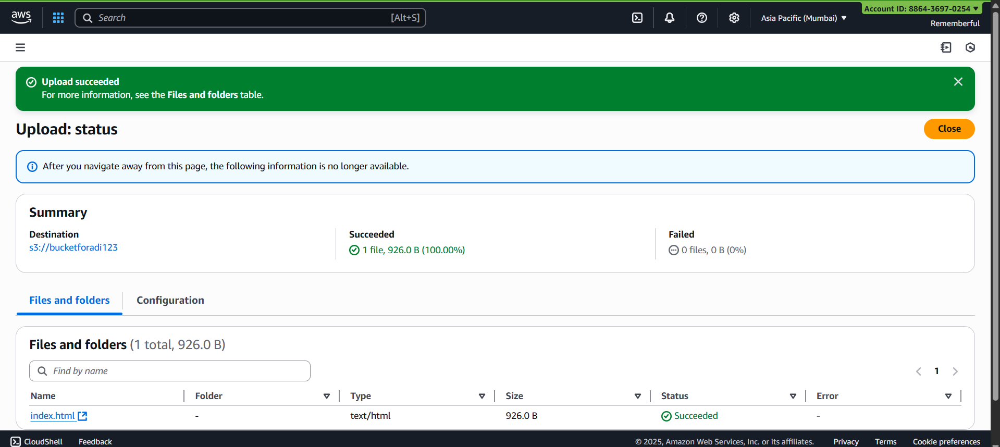 aws
Search [Alt+S]
Asia Pacific (Mumbai)
Account ID: 8864-3697-0254
Rememberful
Upload succeeded
For more information, see the Files and folders table.
Upload: status
Close
After you navigate away from this page, the following information is no longer available.
Summary
Destination
s3://bucketforadi123
Succeeded
1 file, 926.0 B (100.00%)
Failed
0 files, 0 B (0%)
Files and folders
Configuration
Files and folders (1 total, 926.0 B)
Find by name
1
Name Folder Type Size Status Error
index.html - text/html 926.0 B Succeeded -
CloudShell Feedback © 2025, Amazon Web Services, Inc. or its affiliates. Privacy Terms Cookie preferences